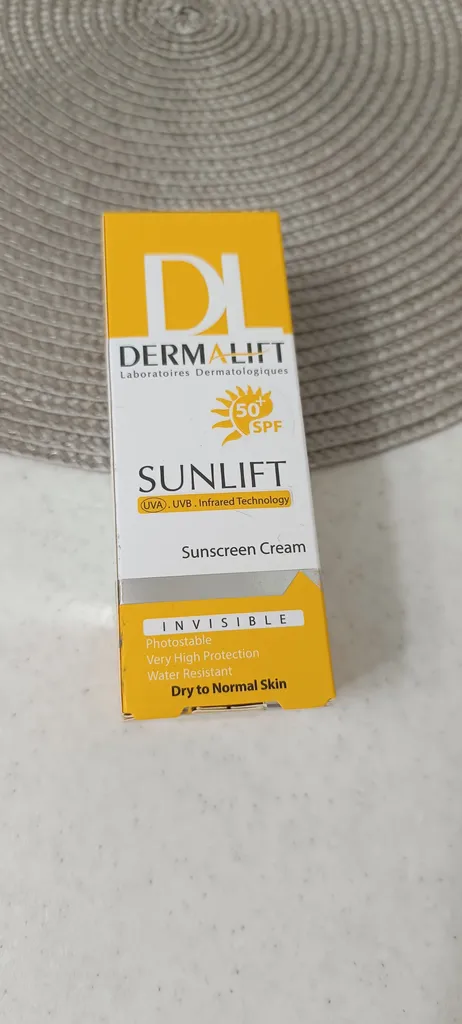 DL
DERMALIFT
Laboratoires Dermatologiques
50+
SPF
SUNLIFT
UVA . UVB . Infrared Technology
Sunscreen Cream
INVISIBLE
Photostable
Very High Protection
Water Resistant
Dry to Normal Skin